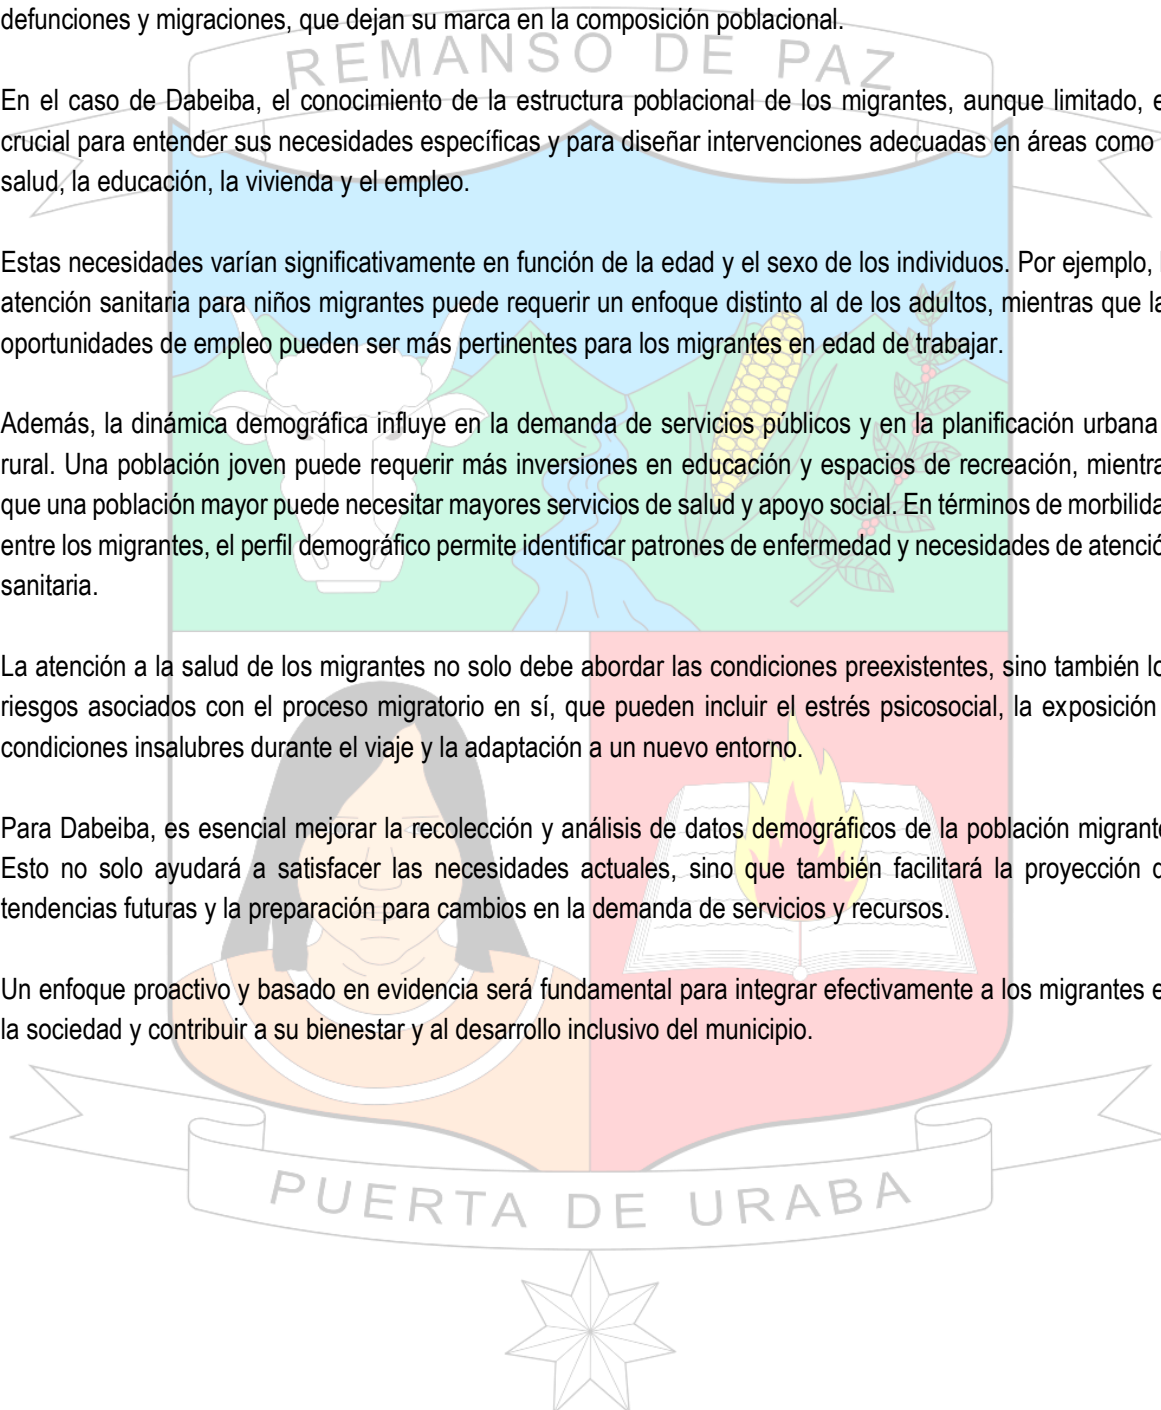 defunciones y migraciones, que dejan su marca en la composición poblacional.
REMANSO DE PAZ
En el caso de Dabeiba, el conocimiento de la estructura poblacional de los migrantes, aunque limitado, e
crucial para entender sus necesidades específicas y para diseñar intervenciones adecuadas en áreas como
salud, la educación, la vivienda y el empleo.
Estas necesidades varían significativamente en función de la edad y el sexo de los individuos. Por ejemplo,
atención sanitaria para niños migrantes puede requerir un enfoque distinto al de los adultos, mientras que la
oportunidades de empleo pueden ser más pertinentes para los migrantes en edad de trabajar.
Además, la dinámica demográfica influye en la demanda de servicios públicos y en la planificación urbana
rural. Una población joven puede requerir más inversiones en educación y espacios de recreación, mientra
que una población mayor puede necesitar mayores servicios de salud y apoyo social. En términos de morbilida
entre los migrantes, el perfil demográfico permite identificar patrones de enfermedad y necesidades de atenció
sanitaria.
La atención a la salud de los migrantes no solo debe abordar las condiciones preexistentes, sino también lo
riesgos asociados con el proceso migratorio en sí, que pueden incluir el estrés psicosocial, la exposición
condiciones insalubres durante el viaje y la adaptación a un nuevo entorno.
Para Dabeiba, es esencial mejorar la recolección y análisis de datos demográficos de la población migrante
Esto no solo ayudará a satisfacer las necesidades actuales, sino que también facilitará la proyección d
tendencias futuras y la preparación para cambios en la demanda de servicios y recursos.
Un enfoque proactivo y basado en evidencia será fundamental para integrar efectivamente a los migrantes e
la sociedad y contribuir a su bienestar y al desarrollo inclusivo del municipio.
PUERTA DE URABA